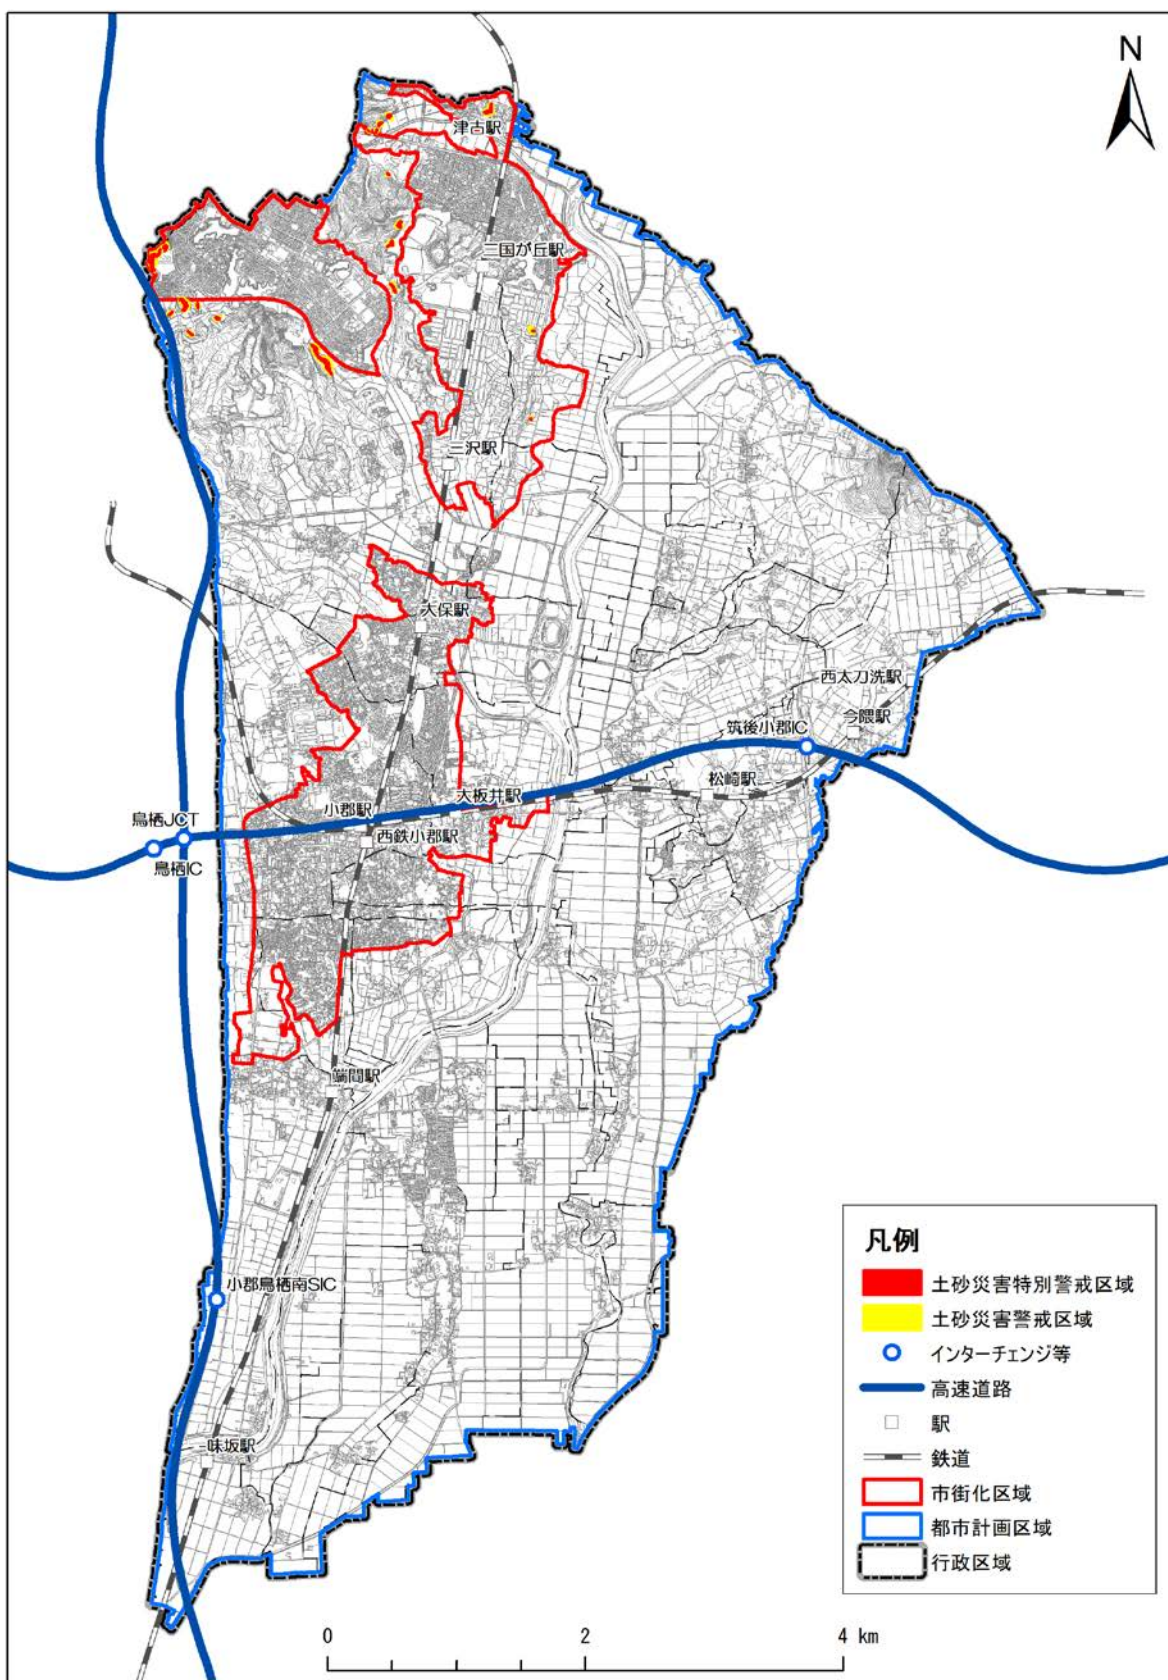 N
津古駅
三国が丘駅
三沢駅
大保駅
西太刀洗駅
今隈駅
筑後小郡IC
松崎駅
大板井駅
小郡駅
西鉄小郡駅
鳥栖JCT
鳥栖IC
端間駅
小郡鳥栖南SIC
味坂駅
凡例
土砂災害特別警戒区域
土砂災害警戒区域
インターチェンジ等
高速道路
駅
鉄道
市街化区域
都市計画区域
行政区域
0 2 4 km